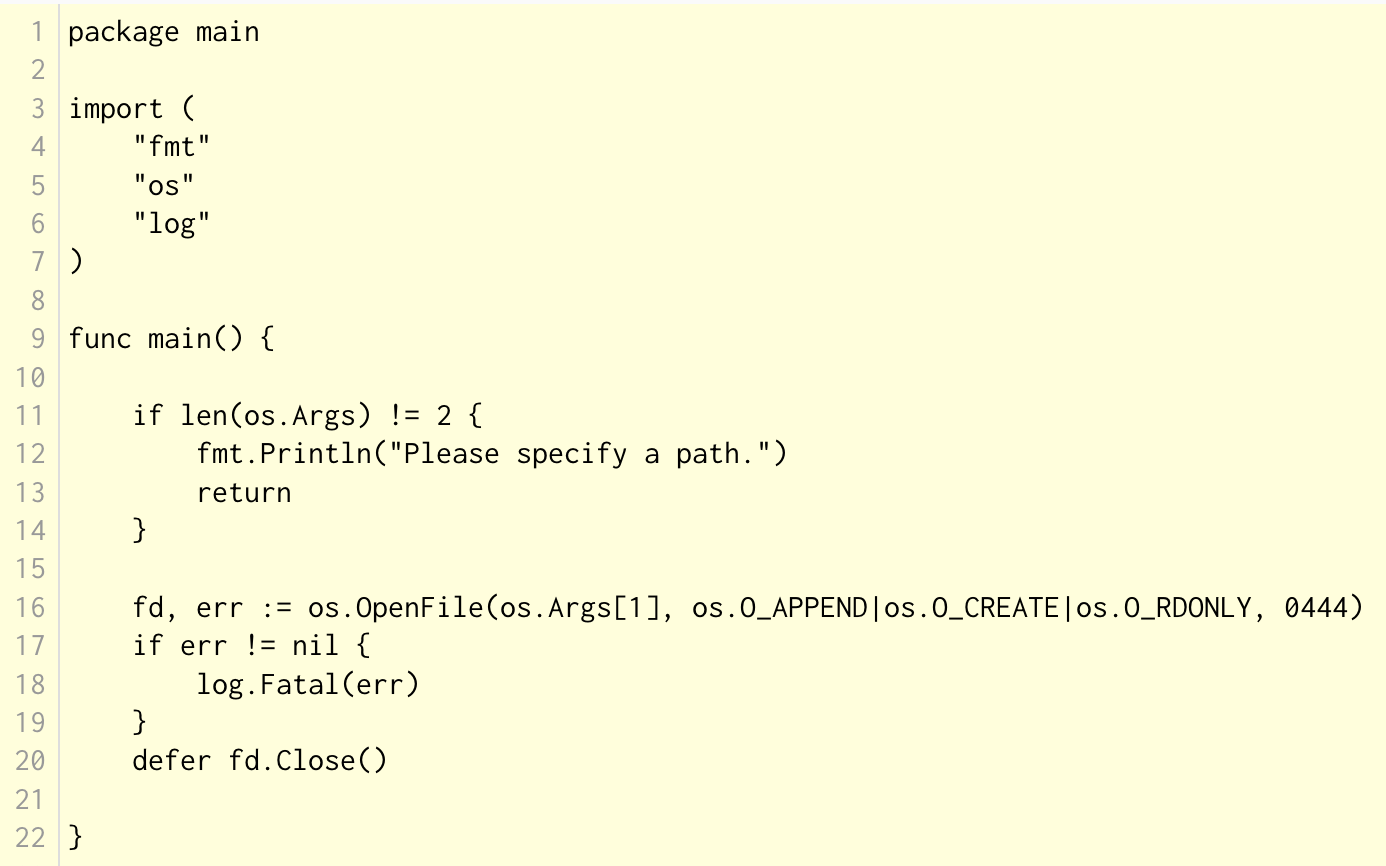 1 package main
2
3 import (
4     "fmt"
5     "os"
6     "log"
7 )
8
9 func main() {
10
11     if len(os.Args) != 2 {
12         fmt.Println("Please specify a path.")
13         return
14     }
15
16     fd, err := os.OpenFile(os.Args[1], os.O_APPEND|os.O_CREATE|os.O_RDONLY, 0444)
17     if err != nil {
18         log.Fatal(err)
19     }
20     defer fd.Close()
21
22 }